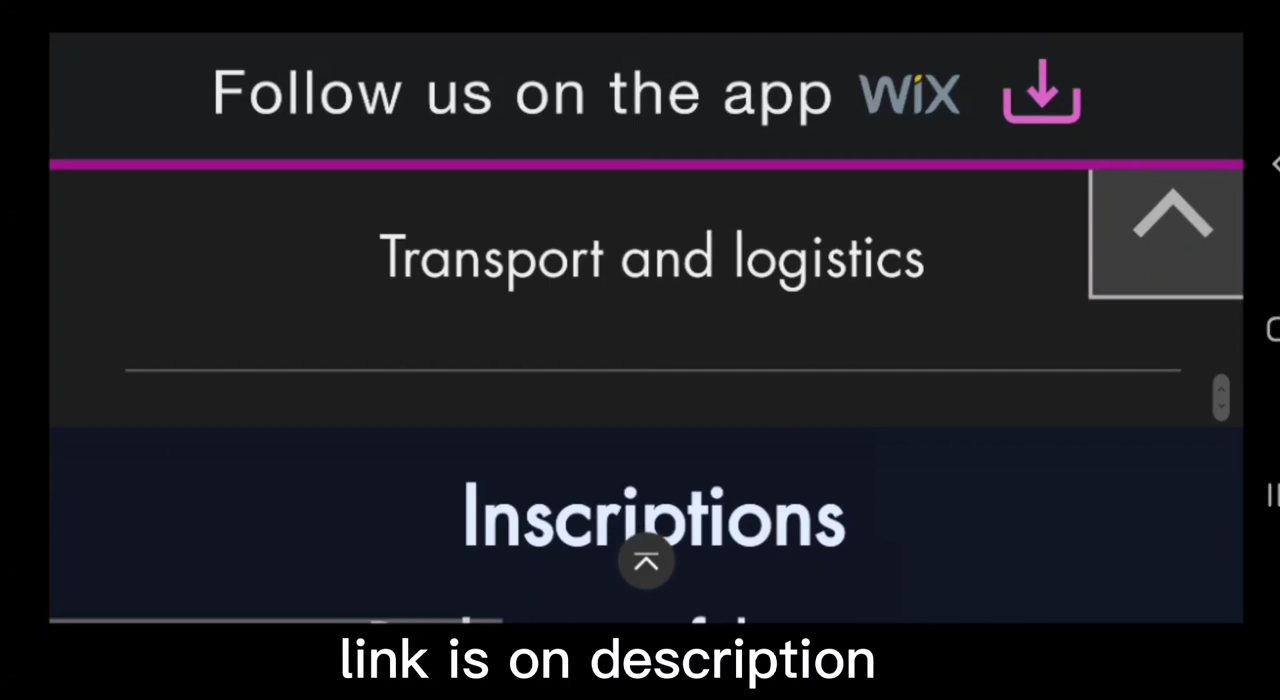 Follow us on the app WiX
Transport and logistics
Inscriptions
link is on description